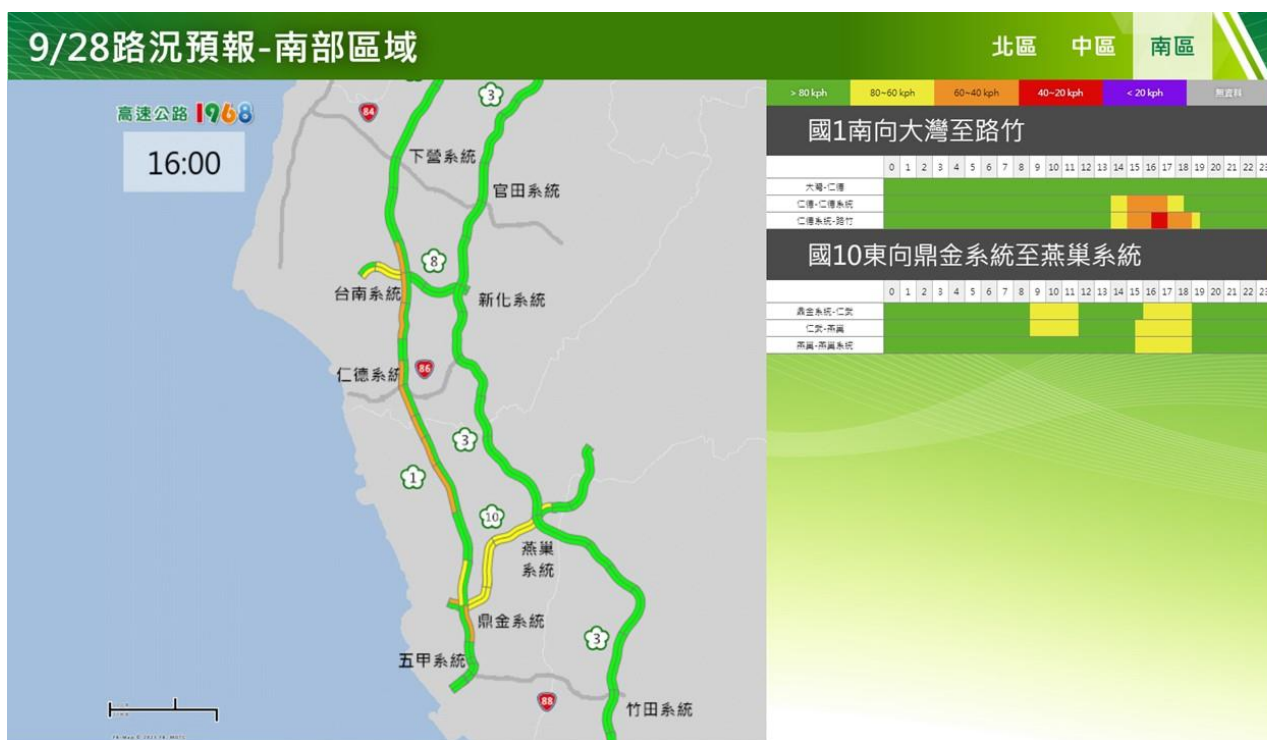 9/28路況預報-南部區域
北區 中區 南區
高速公路 1968
16:00
3
84
下營系統
官田系統
8
台南系統
新化系統
仁德系統
86
3
1
10
燕巢
系統
鼎金系統
3
五甲系統
88
竹田系統
> 80 kph 80~60 kph 60~40 kph 40~20 kph < 20 kph 無資料
國1南向大灣至路竹
0 1 2 3 4 5 6 7 8 9 10 11 12 13 14 15 16 17 18 19 20 21 22 23
大灣-仁德
仁德-仁德系統
仁德系統-路竹
國10東向鼎金系統至燕巢系統
0 1 2 3 4 5 6 7 8 9 10 11 12 13 14 15 16 17 18 19 20 21 22 23
鼎金系統-仁武
仁武-燕巢
燕巢-燕巢系統